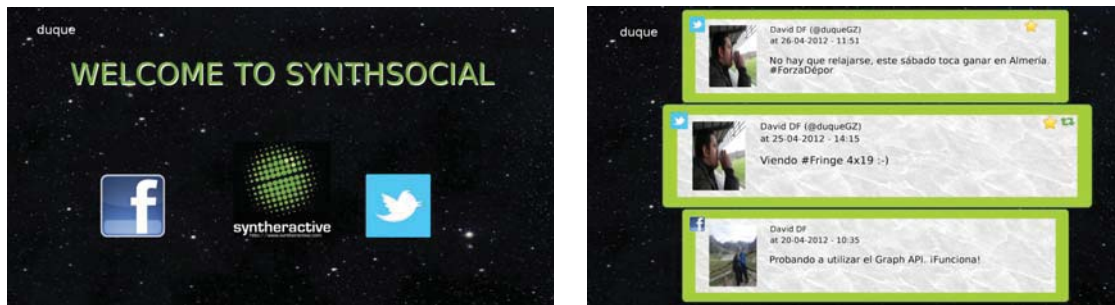 duque
WELCOME TO SYNTHSOCIAL
syntheractive
duque
David DF (@duqueGZ)
at 26-04-2012 - 11:51
No hay que relajarse, este sábado toca ganar en Almería.
#ForzaDépor
David DF (@duqueGZ)
at 25-04-2012 - 14:15
Viendo #Fringe 4x19 :-)
David DF
at 20-04-2012 - 10:35
Probando a utilizar el Graph API. ¡Funciona!